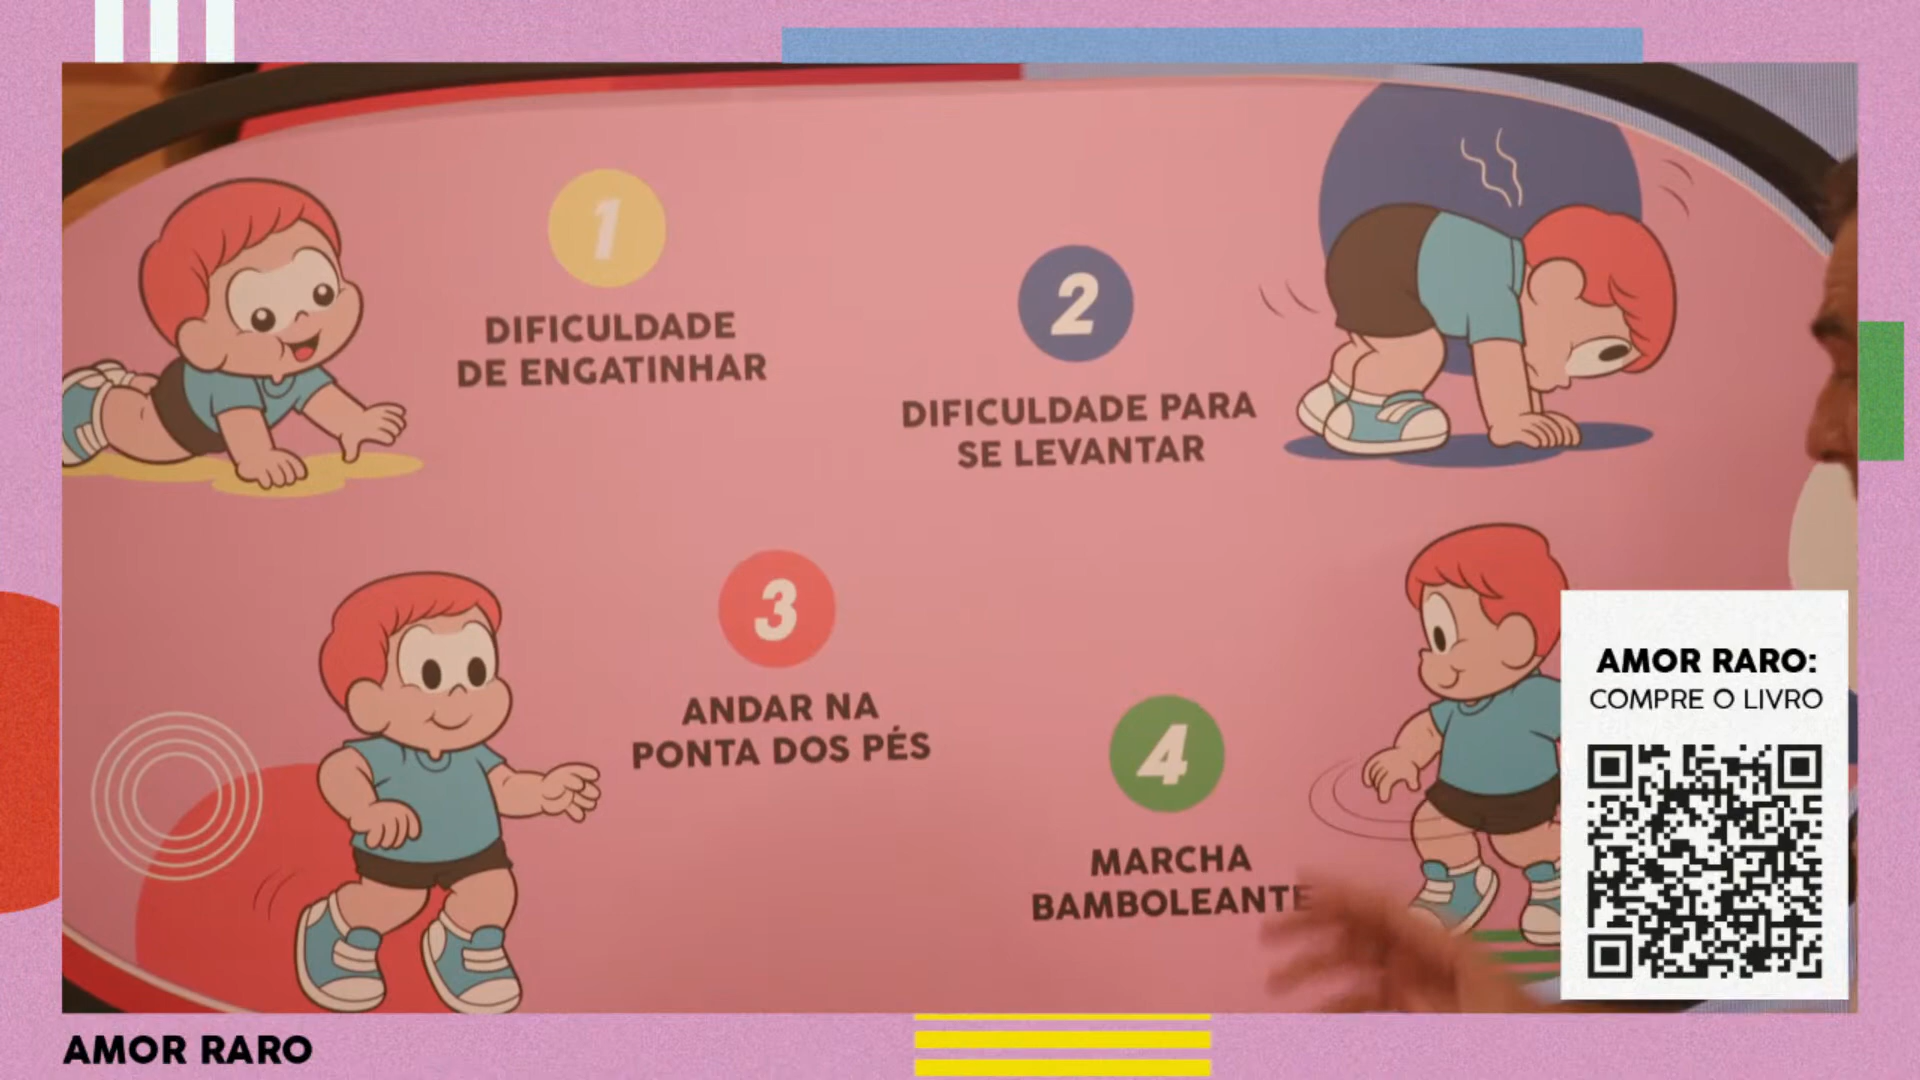 1
DIFICULDADE
DE ENGATINHAR
2
DIFICULDADE PARA
SE LEVANTAR
3
ANDAR NA
PONTA DOS PÉS
4
MARCHA
BAMBOLEANTE
AMOR RARO:
COMPRE O LIVRO
AMOR RARO